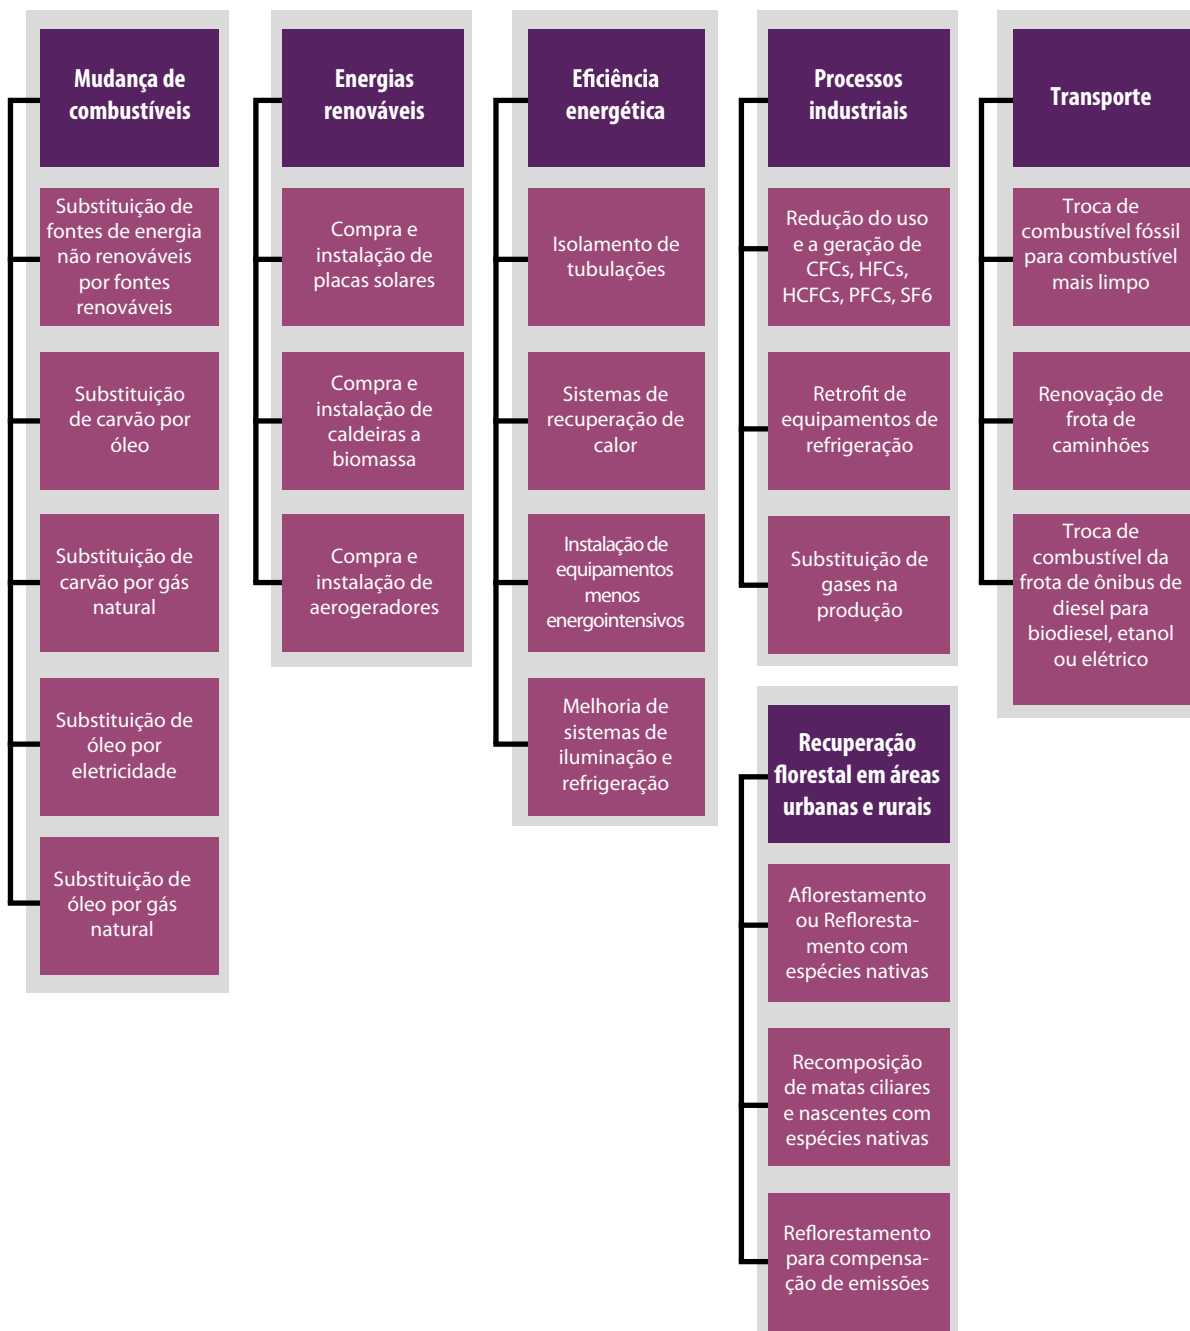 Mudança de
combustíveis
Substituição de
fontes de energia
não renováveis
por fontes
renováveis
Substituição
de carvão por
óleo
Substituição de
carvão por gás
natural
Substituição de
óleo por
eletricidade
Substituição de
óleo por gás
natural
Energias
renováveis
Compra e
instalação de
placas solares
Compra e
instalação de
caldeiras a
biomassa
Compra e
instalação de
aerogeradores
Eficiência
energética
Isolamento de
tubulações
Sistemas de
recuperação de
calor
Instalação de
equipamentos
menos
energointensivos
Melhoria de
sistemas de
iluminação e
refrigeração
Processos
industriais
Redução do uso
e a geração de
CFCs, HFCs,
HCFCs, PFCs, SF6
Retrofit de
equipamentos de
refrigeração
Substituição de
gases na
produção
Recuperação
florestal em áreas
urbanas e rurais
Aflorestamento
ou Refloresta-
mento com
espécies nativas
Recomposição
de matas ciliares
e nascentes com
espécies nativas
Reflorestamento
para compensa-
ção de emissões
Transporte
Troca de
combustível fóssil
para combustível
mais limpo
Renovação de
frota de
caminhões
Troca de
combustível da
frota de ônibus de
diesel para
biodiesel, etanol
ou elétrico